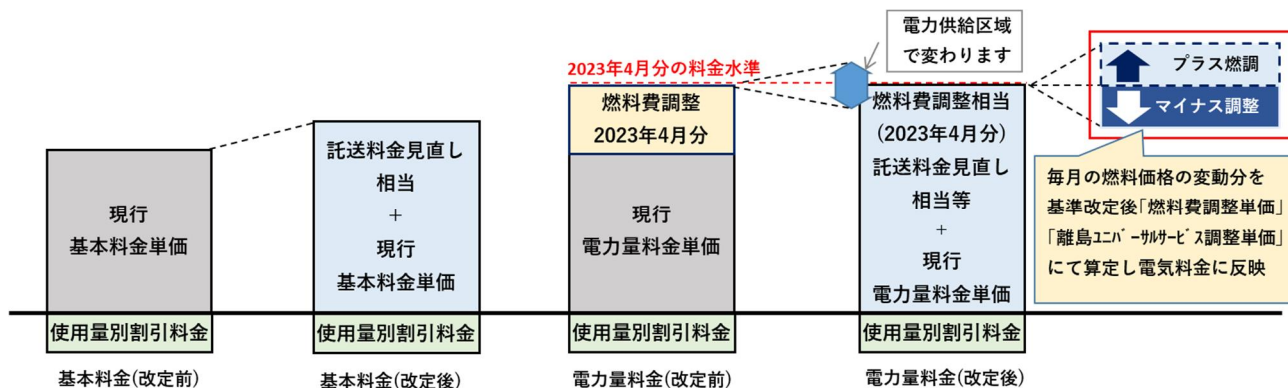 現行
基本料金単価
使用量別割引料金
基本料金(改定前)
託送料金見直し
相当
+
現行
基本料金単価
使用量別割引料金
基本料金(改定後)
2023年4月分の料金水準
燃料費調整
2023年4月分
現行
電力量料金単価
使用量別割引料金
電力量料金(改定前)
電力供給区域
で変わります
燃料費調整相当
(2023年4月分)
託送料金見直し
相当等
+
現行
電力量料金単価
使用量別割引料金
電力量料金(改定後)
プラス燃調
マイナス調整
毎月の燃料価格の変動分を
基準改定後「燃料費調整単価」
「離島ﾕﾆﾊﾞｰｻﾙｻｰﾋﾞｽ調整単価」
にて算定し電気料金に反映